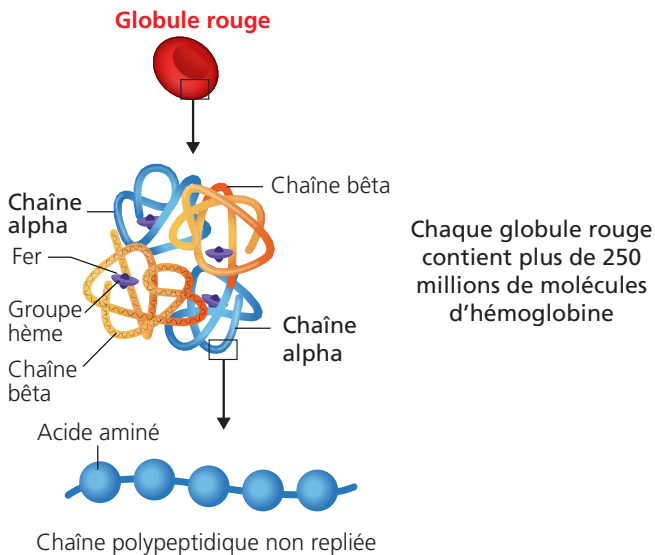 Globule rouge
Chaîne bêta
Chaîne
alpha
Fer
Groupe
hème
Chaîne
bêta
Chaîne
alpha
Chaque globule rouge
contient plus de 250
millions de molécules
d’hémoglobine
Acide aminé
Chaîne polypeptidique non repliée